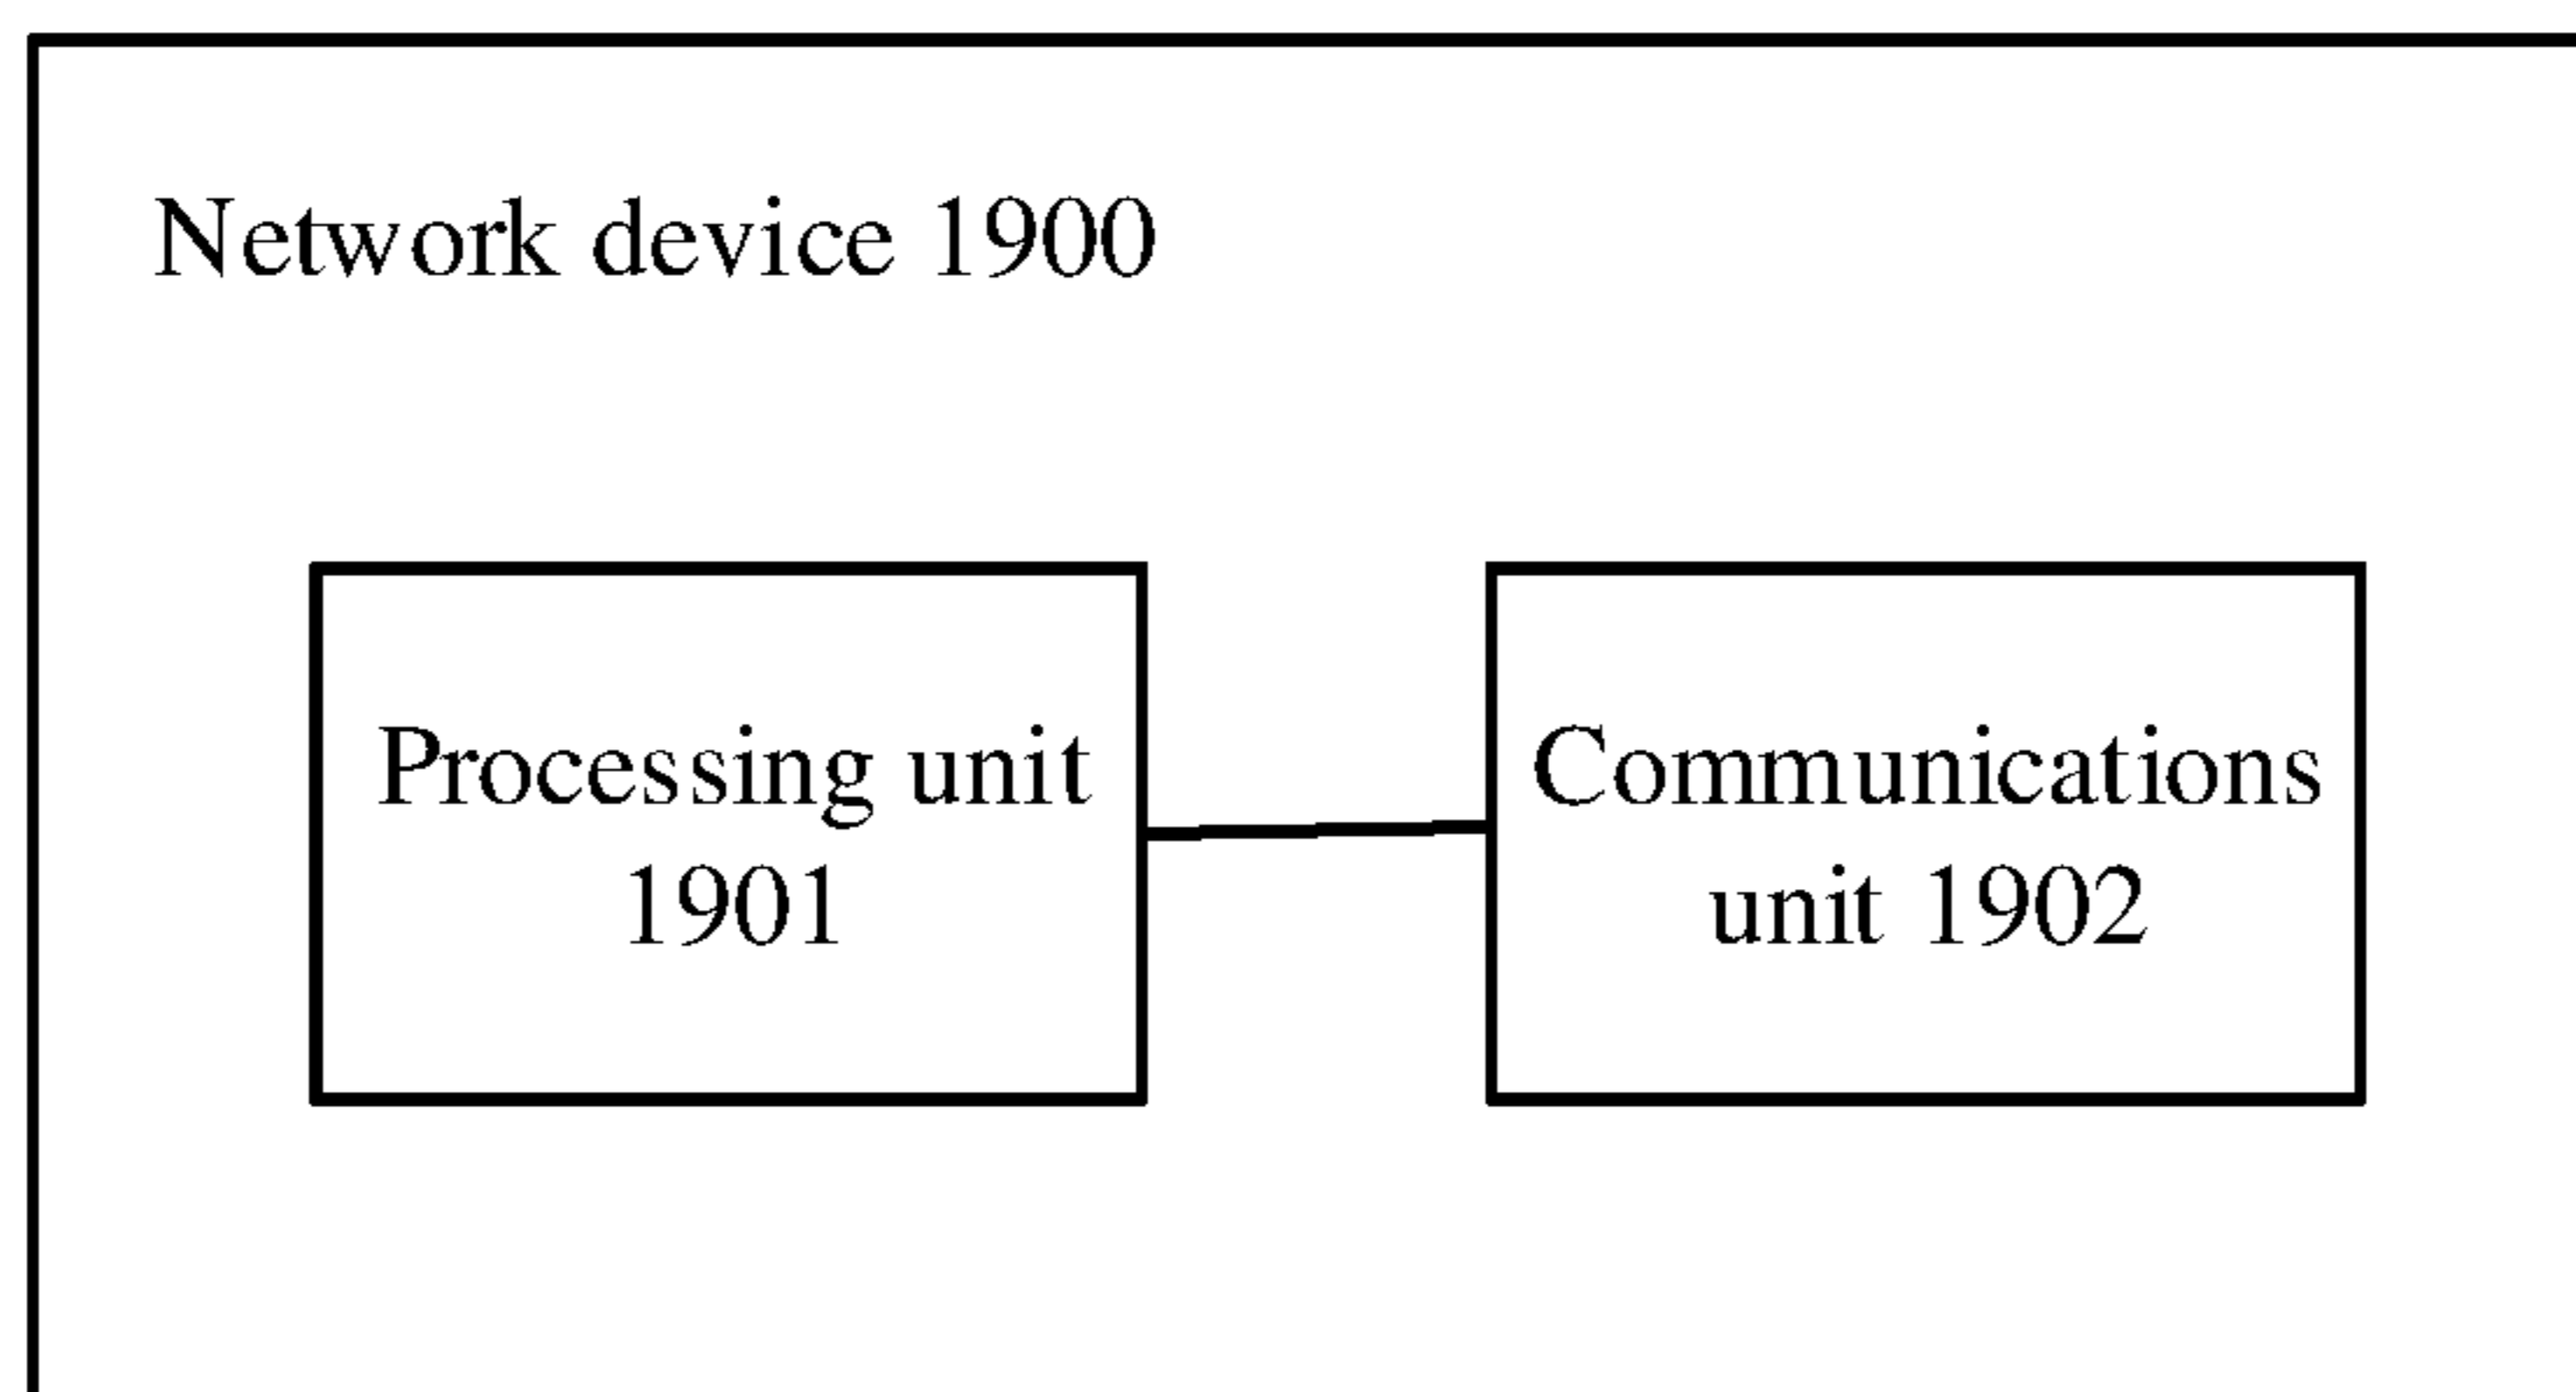 Network device 1900
Processing unit
1901
Communications
unit 1902